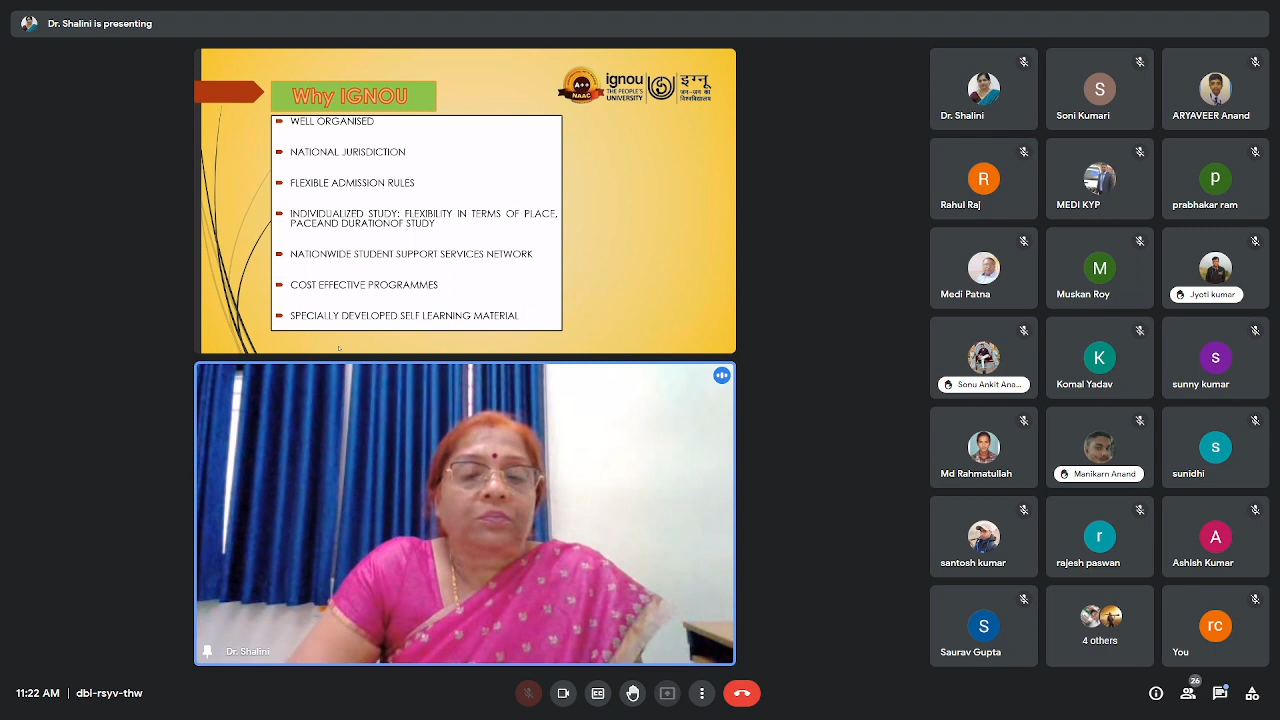 Dr. Shalini is presenting
Why IGNOU
A++
NAAC
ignou
THE PEOPLE'S
UNIVERSITY
इग्नू
जन-जन का
विश्वविद्यालय
WELL ORGANISED
NATIONAL JURISDICTION
FLEXIBLE ADMISSION RULES
INDIVIDUALIZED STUDY: FLEXIBILITY IN TERMS OF PLACE,
PACEAND DURATIONOF STUDY
NATIONWIDE STUDENT SUPPORT SERVICES NETWORK
COST EFFECTIVE PROGRAMMES
SPECIALLY DEVELOPED SELF LEARNING MATERIAL
Dr. Shalini
Dr. Shalini
S
Soni Kumari
ARYAVEER Anand
R
Rahul Raj
MEDI KYP
p
prabhakar ram
Medi Patna
M
Muskan Roy
Jyoti kumar
Sonu Ankit Ana...
K
Komal Yadav
s
sunny kumar
Md Rahmatullah
Manikarn Anand
s
sunidhi
santosh kumar
r
rajesh paswan
A
Ashish Kumar
S
Saurav Gupta
4 others
rc
You
11:22 AM | dbl-rsyv-thw
26